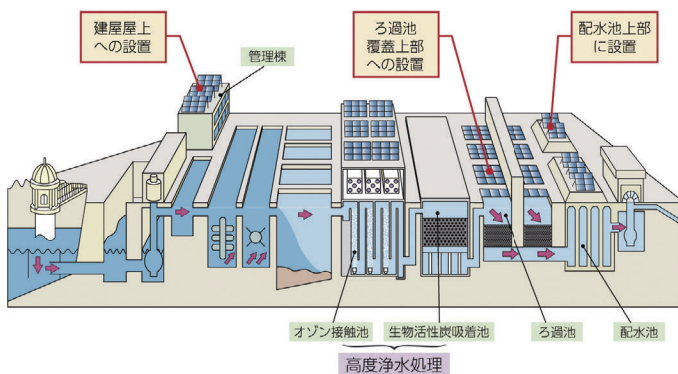 建屋屋上
への設置
管理棟
ろ過池
覆蓋上部
への設置
配水池上部
に設置
オゾン接触池
生物活性炭吸着池
ろ過池
配水池
高度浄水処理